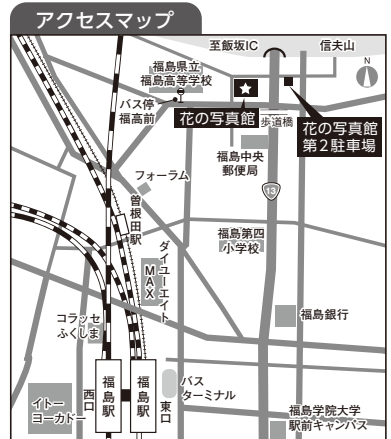 アクセスマップ
至飯坂IC
信夫山
N
福島県立
福島高等学校
バス停
福高前
花の写真館
歩道橋
花の写真館
第2駐車場
福島中央
郵便局
フォーラム
13
曽根田駅
福島第四
小学校
ダイユーエイト
MAX
コラッセ
ふくしま
福島銀行
福島駅
福島駅
西口
東口
バス
ターミナル
イトー
ヨーカドー
福島学院大学
駅前キャンパス